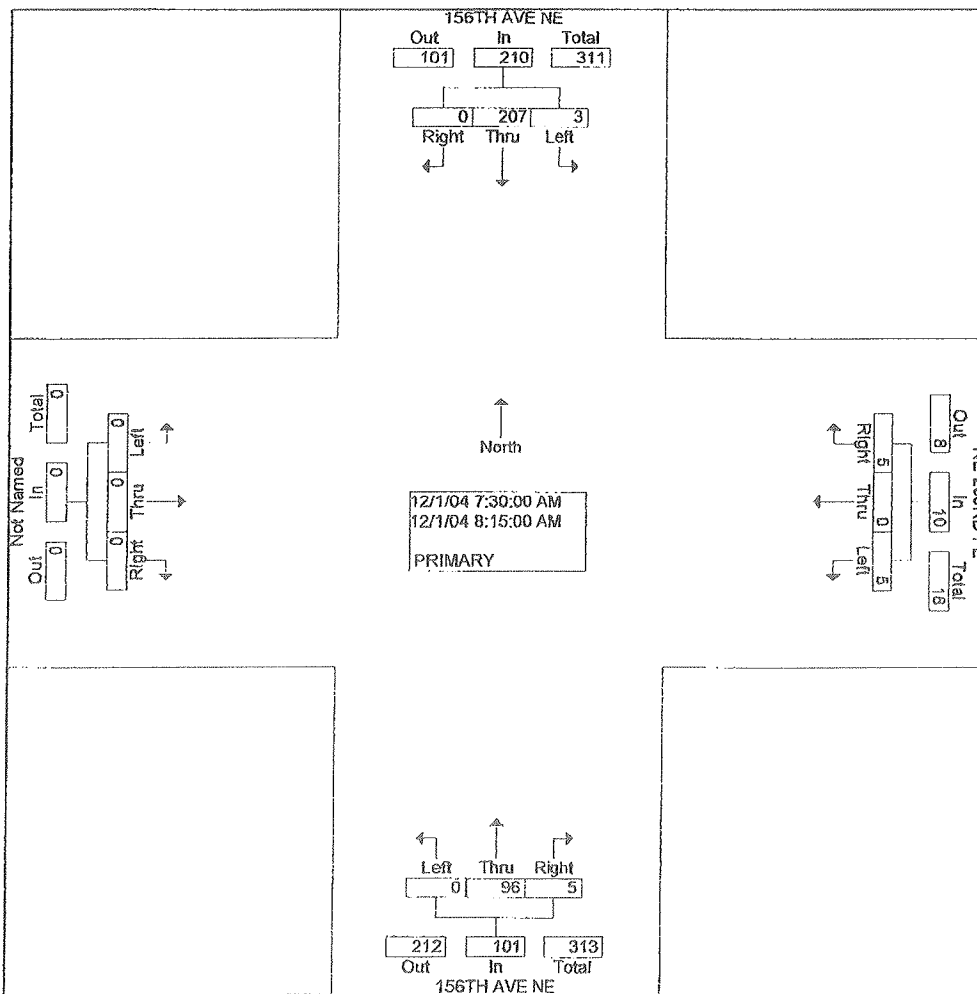 156TH AVE NE
Out In Total
101 210 311
0 207 3
Right Thru Left
Not Named
Total In Out
0 0 0
0 0 0
Left Thru Right
North
12/1/04 7:30:00 AM
12/1/04 8:15:00 AM
PRIMARY
Right Thru Left
5 0 5
Out In Total
8 10 18
Left Thru Right
0 96 5
212 101 313
Out In Total
156TH AVE NE